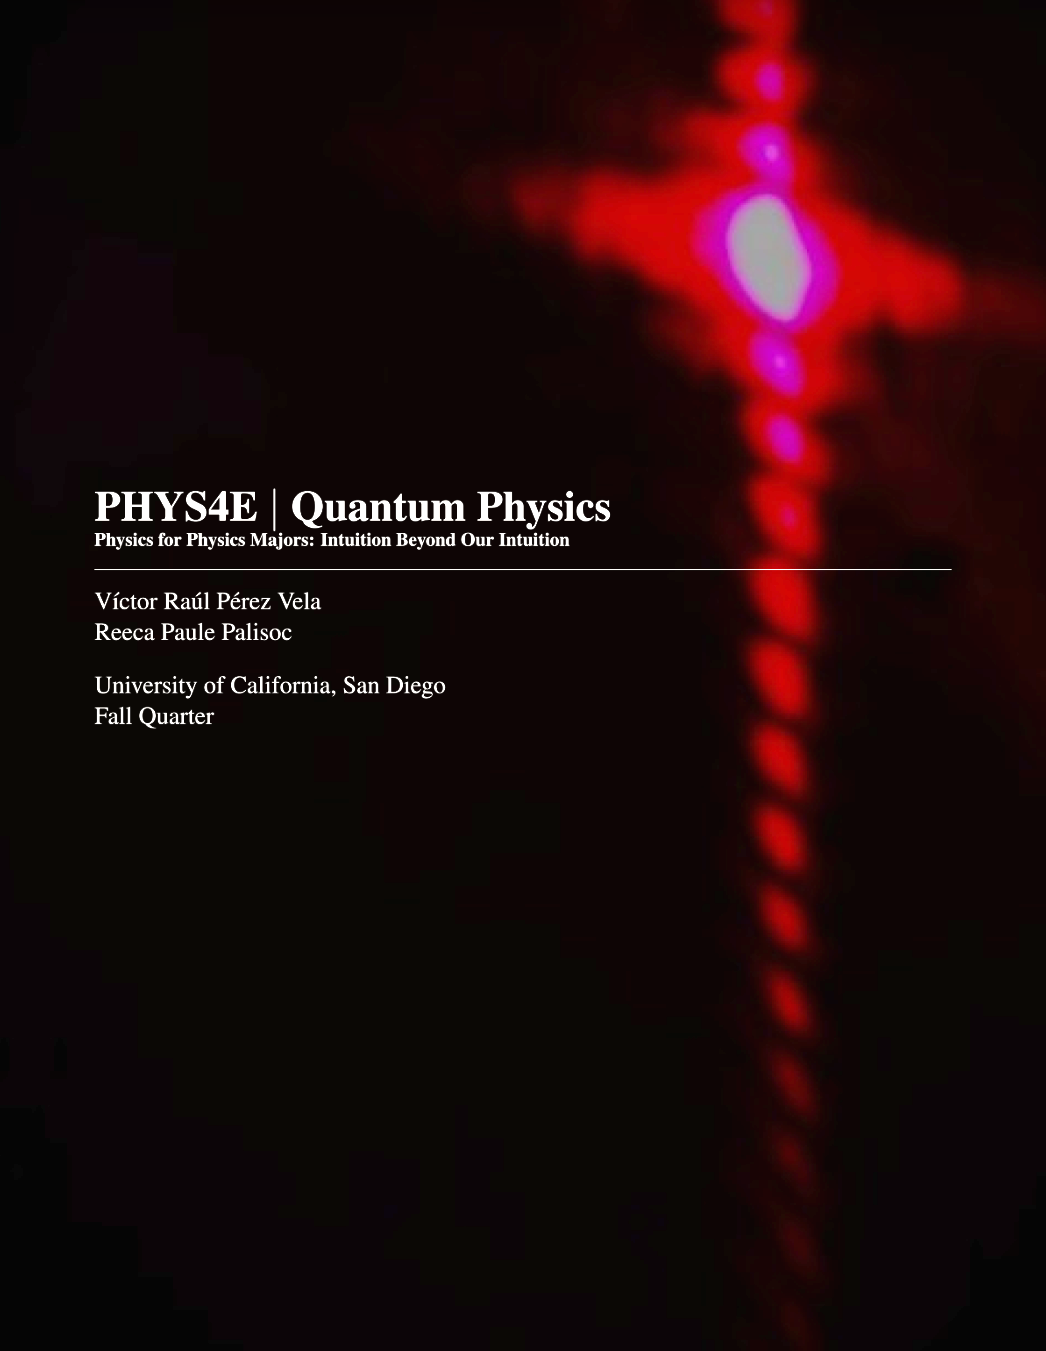 PHYS4E | Quantum Physics
Physics for Physics Majors: Intuition Beyond Our Intuition
Víctor Raúl Pérez Vela
Reeca Paule Palisoc
University of California, San Diego
Fall Quarter